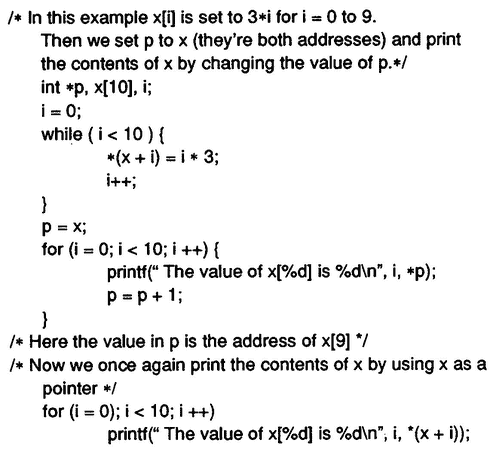 /* In this example x[i] is set to 3*i for i = 0 to 9.
Then we set p to x (they're both addresses) and print
the contents of x by changing the value of p.*/
int *p, x[10], i;
i = 0;
while ( i < 10 ) {
*(x + i) = i * 3;
i++;
}
p = x;
for (i = 0; i < 10; i ++) {
printf(“ The value of x[%d] is %d\n”, i, *p);
p = p + 1;
}
/* Here the value in p is the address of x[9] */
/* Now we once again print the contents of x by using x as a
pointer */
for (i = 0); i < 10; i ++)
printf(“ The value of x[%d] is %d\n”, i, *(x + i));